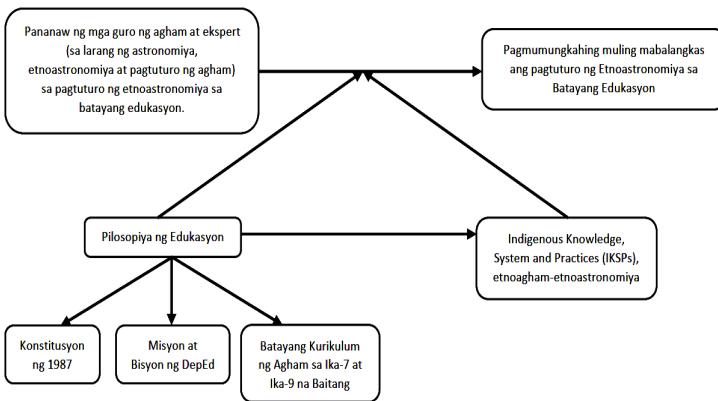 Pananaw ng mga guro ng agham at ekspert
(sa larang ng astronomiya,
etnoastronomiya at pagtuturo ng agham)
sa pagtuturo ng etnoastronomiya sa
batayang edukasyon.
Pagmumungkahing muling mabalangkas
ang pagtuturo ng Etnoastronomiya sa
Batayang Edukasyon
Pilosopiya ng Edukasyon
Indigenous Knowledge,
System and Practices (IKSPs),
etnoagham-etnoastronomiya
Konstitusyon
ng 1987
Misyon at
Bisyon ng DepEd
Batayang Kurikulum
ng Agham sa Ika-7 at
Ika-9 na Baitang